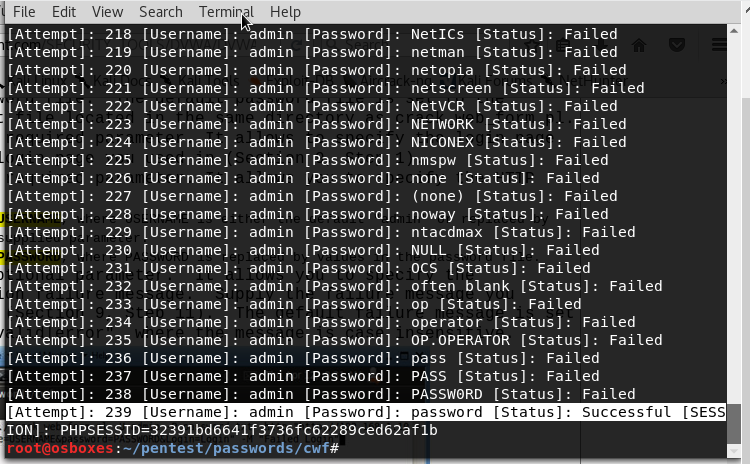 File Edit View Search Terminal Help
[Attempt]: 218 [Username]: admin [Password]: NetICs [Status]: Failed
[Attempt]: 219 [Username]: admin [Password]: netman [Status]: Failed
[Attempt]: 220 [Username]: admin [Password]: netopia [Status]: Failed
[Attempt]: 221 [Username]: admin [Password]: netscreen [Status]: Failed
[Attempt]: 222 [Username]: admin [Password]: NetVCR [Status]: Failed
[Attempt]: 223 [Username]: admin [Password]: NETWORK [Status]: Failed
[Attempt]: 224 [Username]: admin [Password]: NICONEX [Status]: Failed
[Attempt]: 225 [Username]: admin [Password]: nmspw [Status]: Failed
[Attempt]: 226 [Username]: admin [Password]: none [Status]: Failed
[Attempt]: 227 [Username]: admin [Password]: (none) [Status]: Failed
[Attempt]: 228 [Username]: admin [Password]: noway [Status]: Failed
[Attempt]: 229 [Username]: admin [Password]: ntacdmax [Status]: Failed
[Attempt]: 230 [Username]: admin [Password]: NULL [Status]: Failed
[Attempt]: 231 [Username]: admin [Password]: OCS [Status]: Failed
[Attempt]: 232 [Username]: admin [Password]: often blank [Status]: Failed
[Attempt]: 233 [Username]: admin [Password]: Op [Status]: Failed
[Attempt]: 234 [Username]: admin [Password]: operator [Status]: Failed
[Attempt]: 235 [Username]: admin [Password]: OP.OPERATOR [Status]: Failed
[Attempt]: 236 [Username]: admin [Password]: pass [Status]: Failed
[Attempt]: 237 [Username]: admin [Password]: PASS [Status]: Failed
[Attempt]: 238 [Username]: admin [Password]: PASSW0RD [Status]: Failed
[Attempt]: 239 [Username]: admin [Password]: password [Status]: Successful [SESS
ION]: PHPSESSID=32391bd6641f3736fc62289ced62af1b
root@osboxes:~/pentest/passwords/cwf#